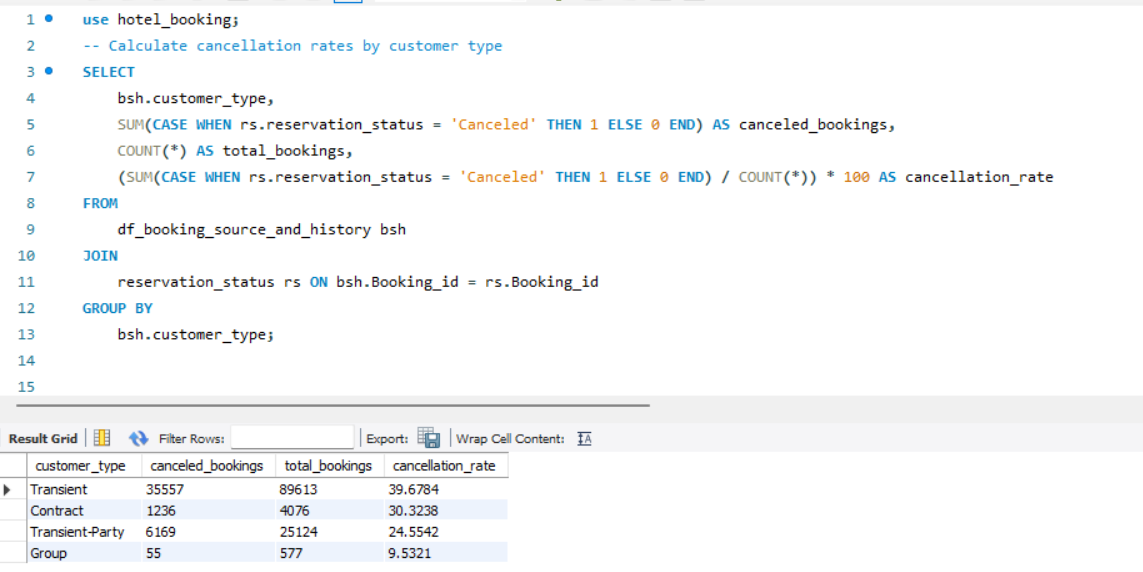 1 use hotel_booking;
2 -- Calculate cancellation rates by customer type
3 SELECT
4 bsh.customer_type,
5 SUM(CASE WHEN rs.reservation_status = 'Canceled' THEN 1 ELSE 0 END) AS canceled_bookings,
6 COUNT(*) AS total_bookings,
7 (SUM(CASE WHEN rs.reservation_status = 'Canceled' THEN 1 ELSE 0 END) / COUNT(*)) * 100 AS cancellation_rate
8 FROM
9 df_booking_source_and_history bsh
10 JOIN
11 reservation_status rs ON bsh.Booking_id = rs.Booking_id
12 GROUP BY
13 bsh.customer_type;
14
15
Result Grid Filter Rows: Export: Wrap Cell Content: IA
customer_type canceled_bookings total_bookings cancellation_rate
Transient 35557 89613 39.6784
Contract 1236 4076 30.3238
Transient-Party 6169 25124 24.5542
Group 55 577 9.5321